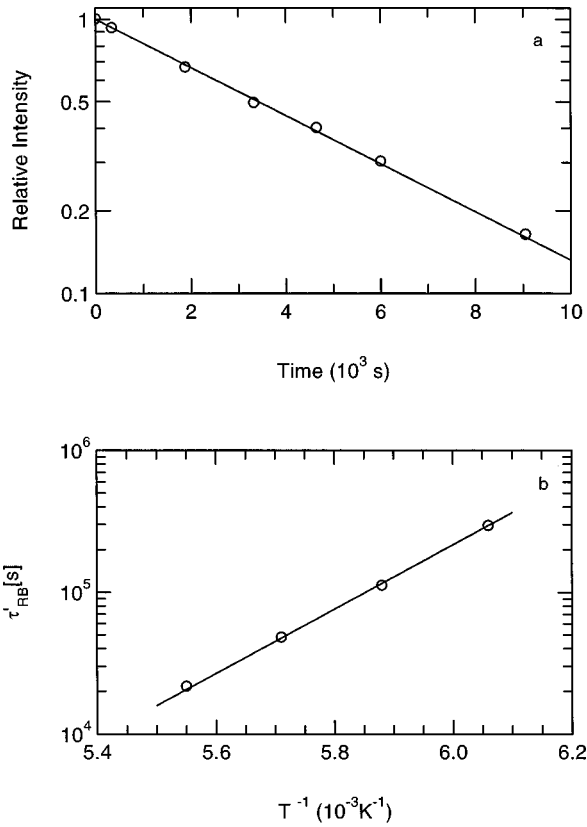 a
Relative Intensity
1
0.5
0.2
0.1
0 2 4 6 8 10
Time (10³ s)
b
τ'RB[s]
10⁶
10⁵
10⁴
5.4 5.6 5.8 6.0 6.2
T ⁻¹ (10⁻³K⁻¹)